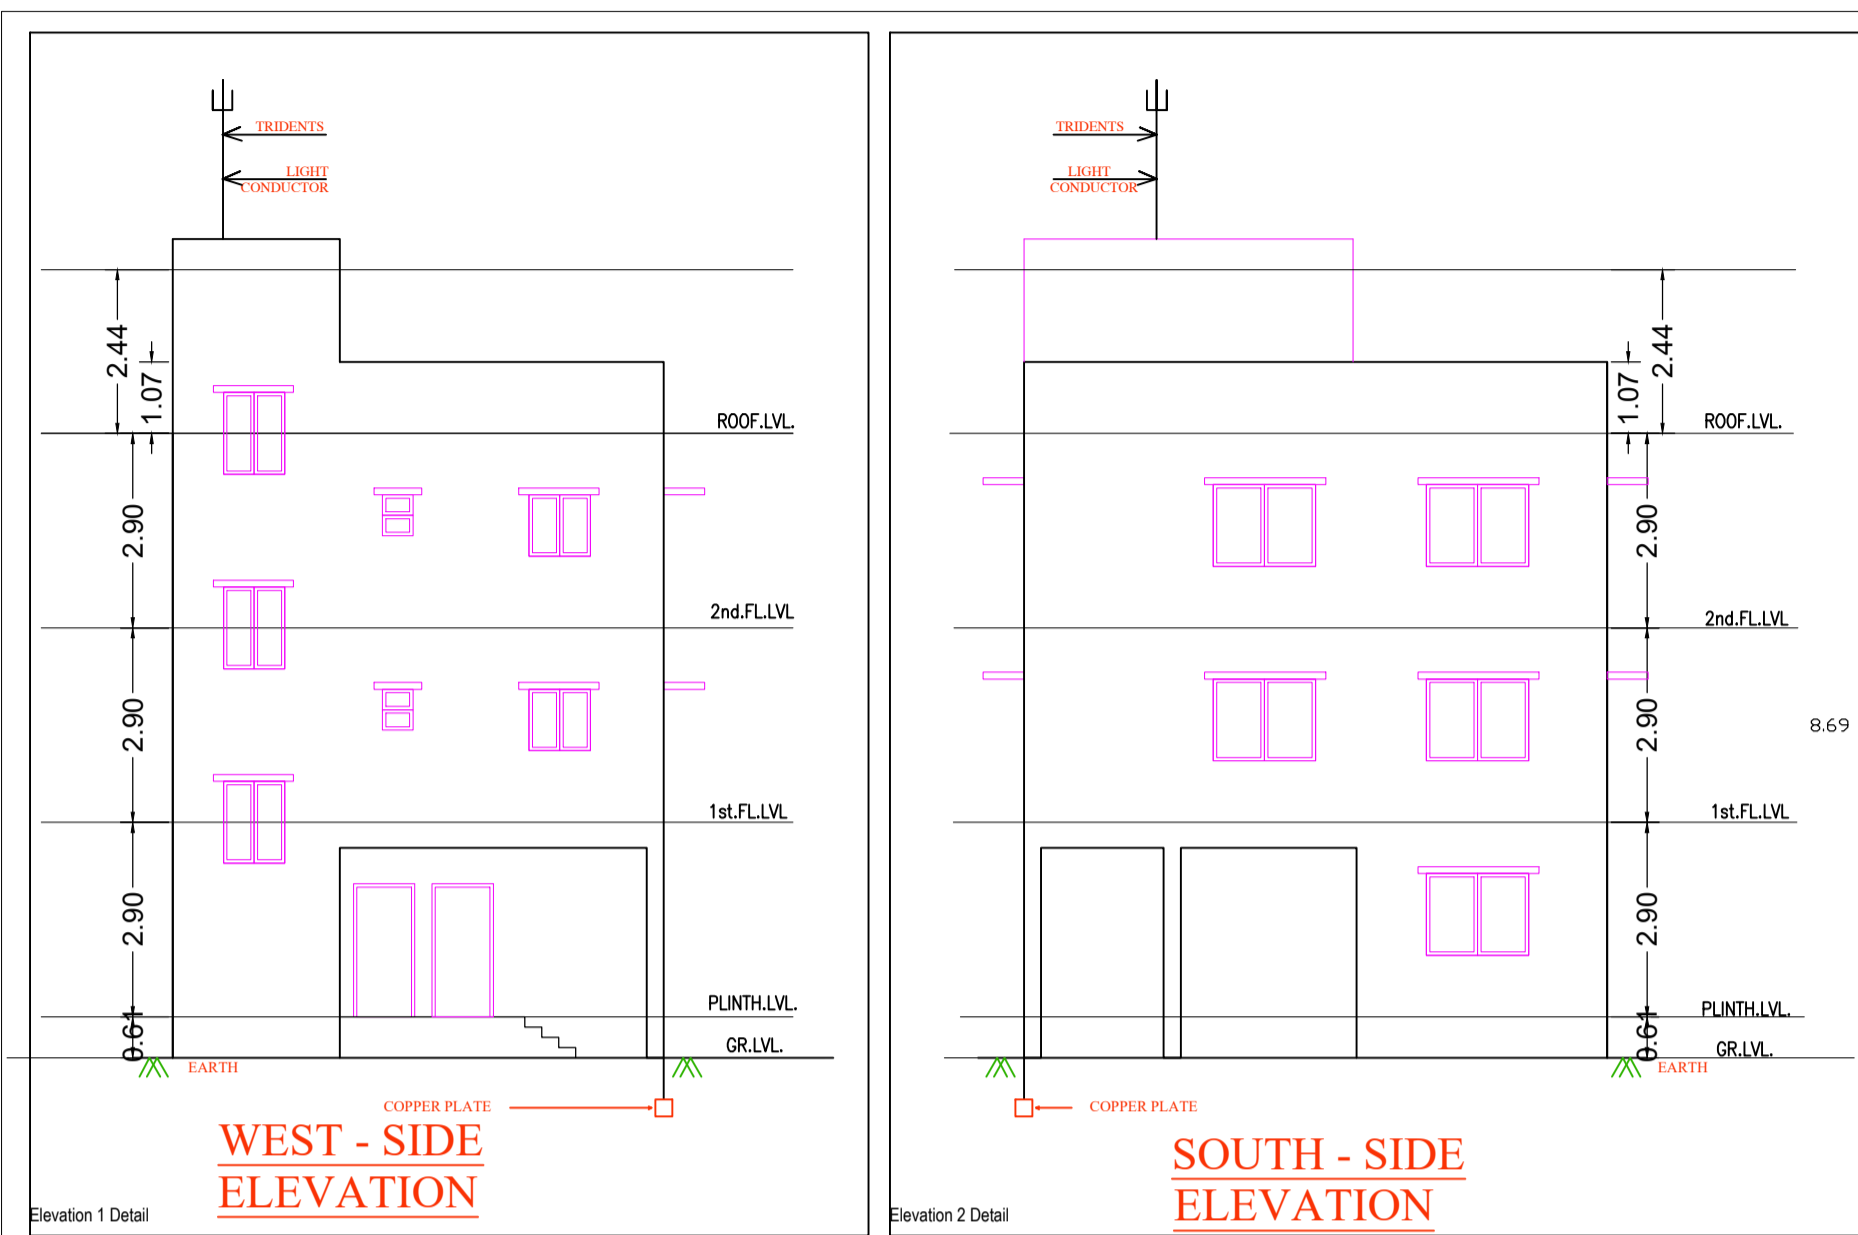 TRIDENTS
LIGHT
CONDUCTOR
2.44
1.07
ROOF.LVL.
2.90
2nd.FL.LVL
2.90
1st.FL.LVL
2.90
PLINTH.LVL.
0.61
GR.LVL.
EARTH
COPPER PLATE
WEST - SIDE
ELEVATION
Elevation 1 Detail
TRIDENTS
LIGHT
CONDUCTOR
2.44
1.07
ROOF.LVL.
2.90
2nd.FL.LVL
2.90
8.69
1st.FL.LVL
2.90
PLINTH.LVL.
0.61
GR.LVL.
EARTH
COPPER PLATE
SOUTH - SIDE
ELEVATION
Elevation 2 Detail